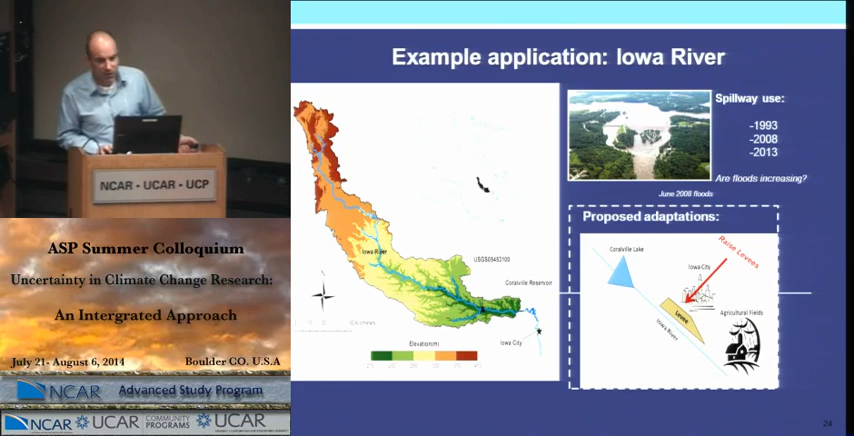 NCAR - UCAR - UCP
ASP Summer Colloquium
Uncertainty in Climate Change Research:
An Intergrated Approach
July 21- August 6, 2014 Boulder CO. U.S.A
NCAR Advanced Study Program
NCAR UCAR COMMUNITY PROGRAMS UCAR
Example application: Iowa River
Iowa River
USGS05453100
Coralville Reservoir
Iowa City
Elevation(m)
Spillway use:
-1993
-2008
-2013
Are floods increasing?
June 2008 floods
Proposed adaptations:
Coralville Lake
Raise Levees
Iowa City
Levee
Agricultural Fields
Iowa River
24